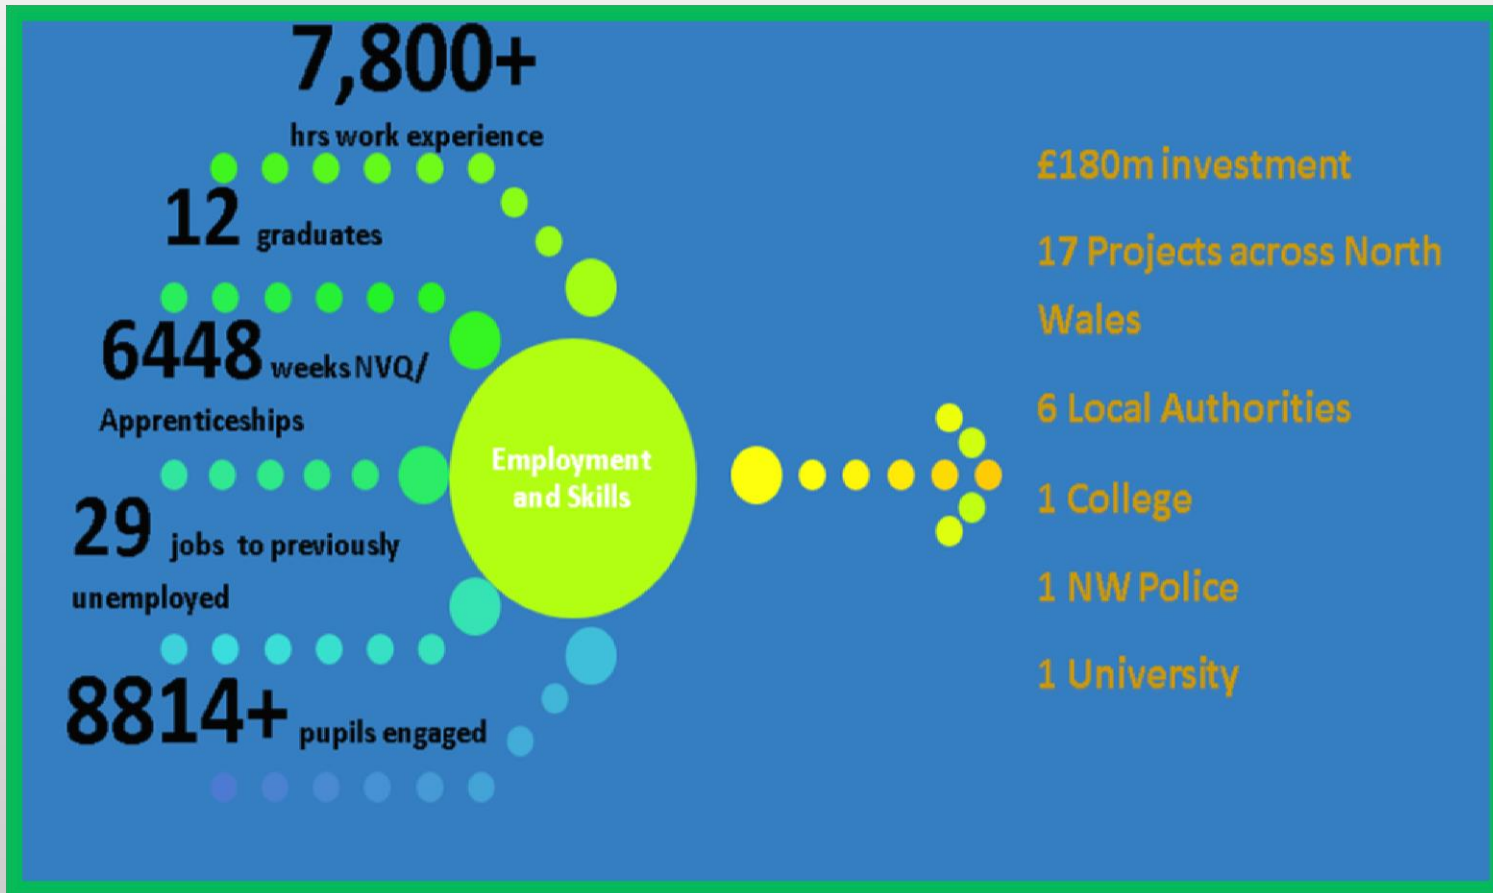 7,800+
hrs work experience
12 graduates
6448 weeks NVQ/
Apprenticeships
29 jobs to previously
unemployed
8814+ pupils engaged
Employment
and Skills
£180m investment
17 Projects across North
Wales
6 Local Authorities
1 College
1 NW Police
1 University